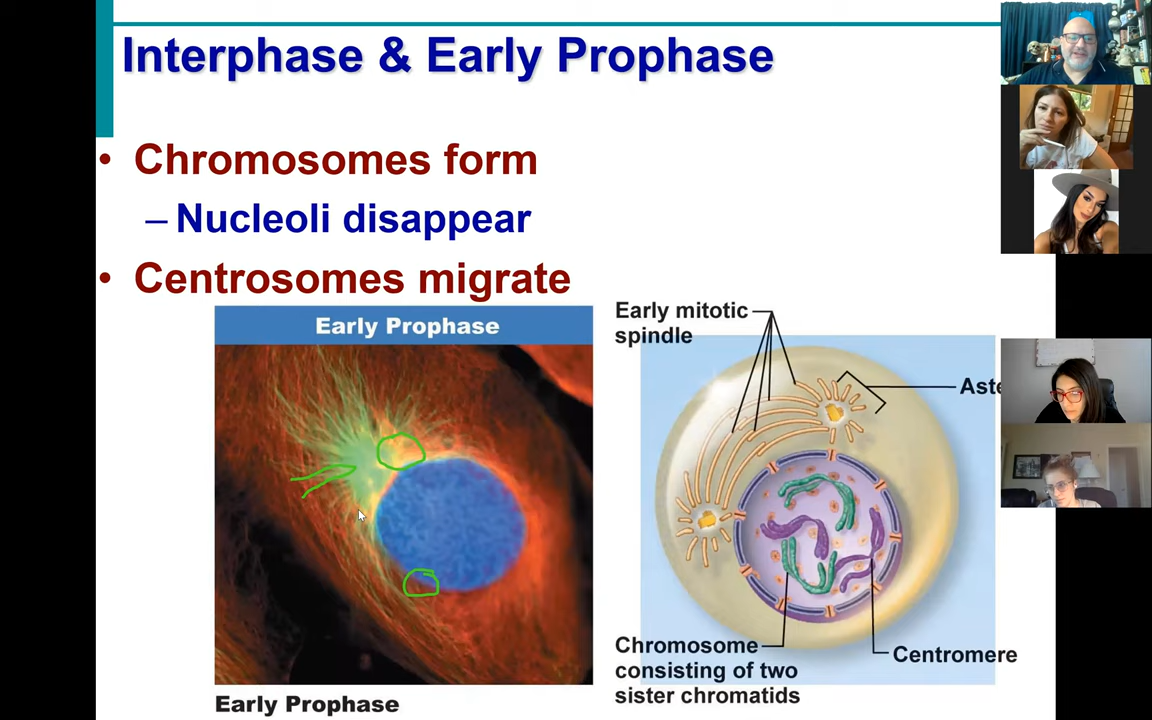 Interphase & Early Prophase
• Chromosomes form
– Nucleoli disappear
• Centrosomes migrate
Early Prophase
Early Prophase
Early mitotic
spindle
Aste
Chromosome
consisting of two
sister chromatids
Centromere